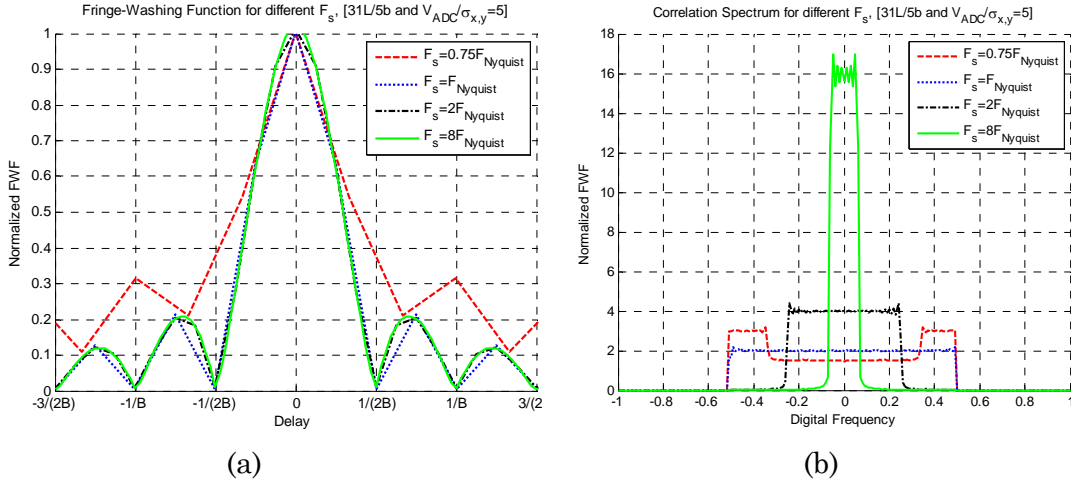 Fringe-Washing Function for different F_s, [31L/5b and V_ADC/σ_x,y=5]
Normalized FWF
1
0.9
0.8
0.7
0.6
0.5
0.4
0.3
0.2
0.1
0
-3/(2B) -1/B -1/(2B) 0 1/(2B) 1/B 3/(2
Delay
F_s=0.75F_Nyquist
F_s=F_Nyquist
F_s=2F_Nyquist
F_s=8F_Nyquist
(a)
Correlation Spectrum for different F_s, [31L/5b and V_ADC/σ_x,y=5]
Normalized FWF
18
16
14
12
10
8
6
4
2
0
-1 -0.8 -0.6 -0.4 -0.2 0 0.2 0.4 0.6 0.8 1
Digital Frequency
F_s=0.75F_Nyquist
F_s=F_Nyquist
F_s=2F_Nyquist
F_s=8F_Nyquist
(b)